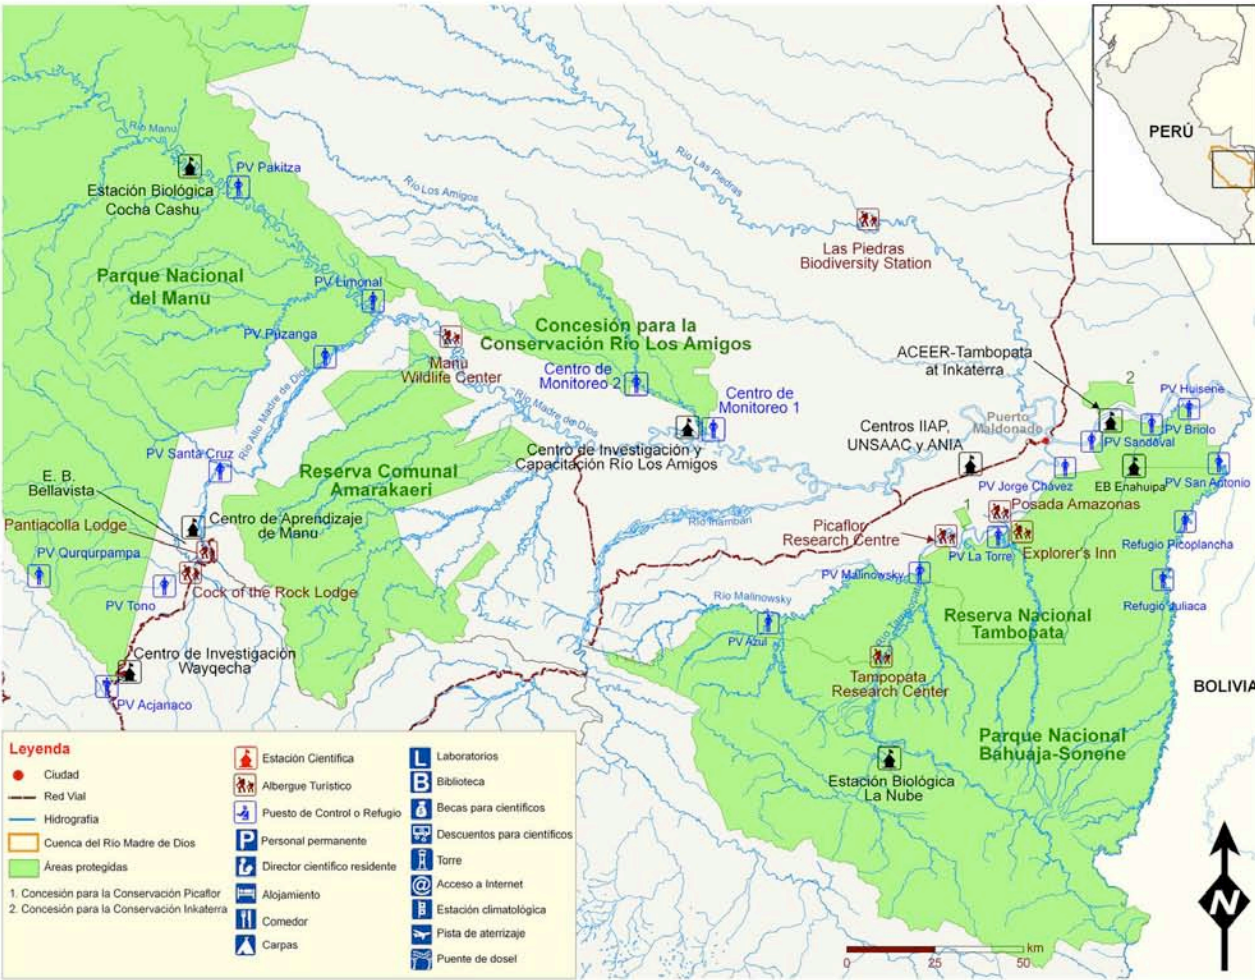 PERÚ
Río Manu
PV Pakitza
Estación Biológica
Cocha Cashu
Río Los Amigos
Río Las Piedras
Las Piedras
Biodiversity Station
Parque Nacional
del Manú
PV Limonal
PV Puzanga
Concesión para la
Conservación Río Los Amigos
Manu
Wildlife Center
Centro de
Monitoreo 2
Centro de
Monitoreo 1
ACEER-Tambopata
at Inkaterra
2
PV Huisene
PV Briolo
Puerto
Maldonado
PV Sandoval
Río Alto Madre de Dios
Río Madre de Dios
Centros IIAP,
UNSAAC y ANIA
Centro de Investigación y
Capacitación Río Los Amigos
PV Santa Cruz
Reserva Comunal
Amarakaeri
PV Jorge Chávez
EB Enahuipa
PV San Antonio
E. B.
Bellavista
Centro de Aprendizaje
de Manu
Pantiacolla Lodge
PV Qurqurpampa
PV Tono
Cock of the Rock Lodge
Río Inambari
1
Posada Amazonas
Picaflor
Research Centre
PV La Torre
Explorer's Inn
Refugio Picoplancha
PV Malinowsky
Río Malinowsky
Refugio Juliaca
Río Tambopata
Reserva Nacional
Tambopata
PV Azul
Centro de Investigación
Wayqecha
PV Acjanaco
Tampopata
Research Center
BOLIVIA
Parque Nacional
Bahuaja-Sonene
Estación Biológica
La Nube
Leyenda
Ciudad
Red Vial
Hidrografía
Cuenca del Río Madre de Dios
Áreas protegidas
1. Concesión para la Conservación Picaflor
2. Concesión para la Conservación Inkaterra
Estación Científica
Albergue Turístico
Puesto de Control o Refugio
P Personal permanente
Director científico residente
Alojamiento
Comedor
Carpas
L Laboratorios
B Biblioteca
Becas para científicos
Descuentos para científicos
Torre
@ Acceso a Internet
Estación climatológica
Pista de aterrizaje
Puente de dosel
km
0 25 50
N